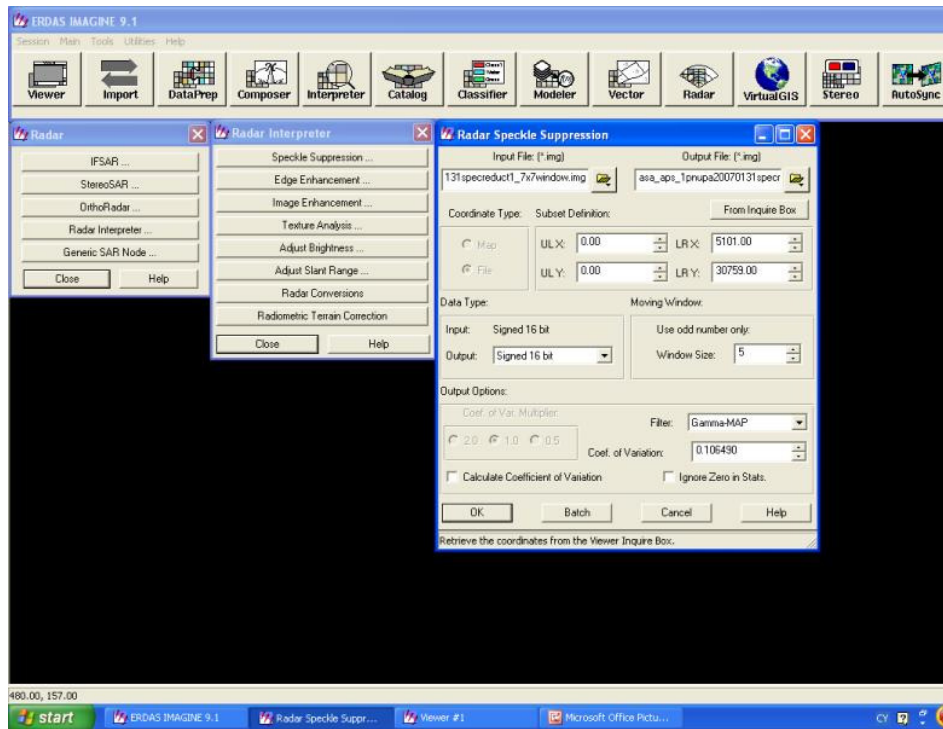 ERDAS IMAGINE 9.1
Session Main Tools Utilities Help
Viewer Import DataPrep Composer Interpreter Catalog Classifier Modeler Vector Radar VirtualGIS Stereo AutoSync
Radar
IFSAR ...
StereoSAR ...
OrthoRadar ...
Radar Interpreter ...
Generic SAR Node ...
Close Help
Radar Interpreter
Speckle Suppression ...
Edge Enhancement ...
Image Enhancement ...
Texture Analysis ...
Adjust Brightness ...
Adjust Slant Range ...
Radar Conversions
Radiometric Terrain Correction
Close Help
Radar Speckle Suppression
Input File: (*.img) Output File: (*.img)
131specreduct1_7x7window.img asa_aps_1pnupa20070131specr
Coordinate Type: Subset Definition: From Inquire Box
Map ULX: 0.00 LRX: 5101.00
File ULY: 0.00 LRY: 30759.00
Data Type: Moving Window:
Input: Signed 16 bit Use odd number only:
Output: Signed 16 bit Window Size: 5
Output Options:
Coef. of Var. Multiplier: Filter: Gamma-MAP
2.0 1.0 0.5 Coef. of Variation: 0.106490
Calculate Coefficient of Variation Ignore Zero in Stats.
OK Batch Cancel Help
Retrieve the coordinates from the Viewer Inquire Box.
480.00, 157.00
start ERDAS IMAGINE 9.1 Radar Speckle Suppr... Viewer #1 Microsoft Office Pictu... CY